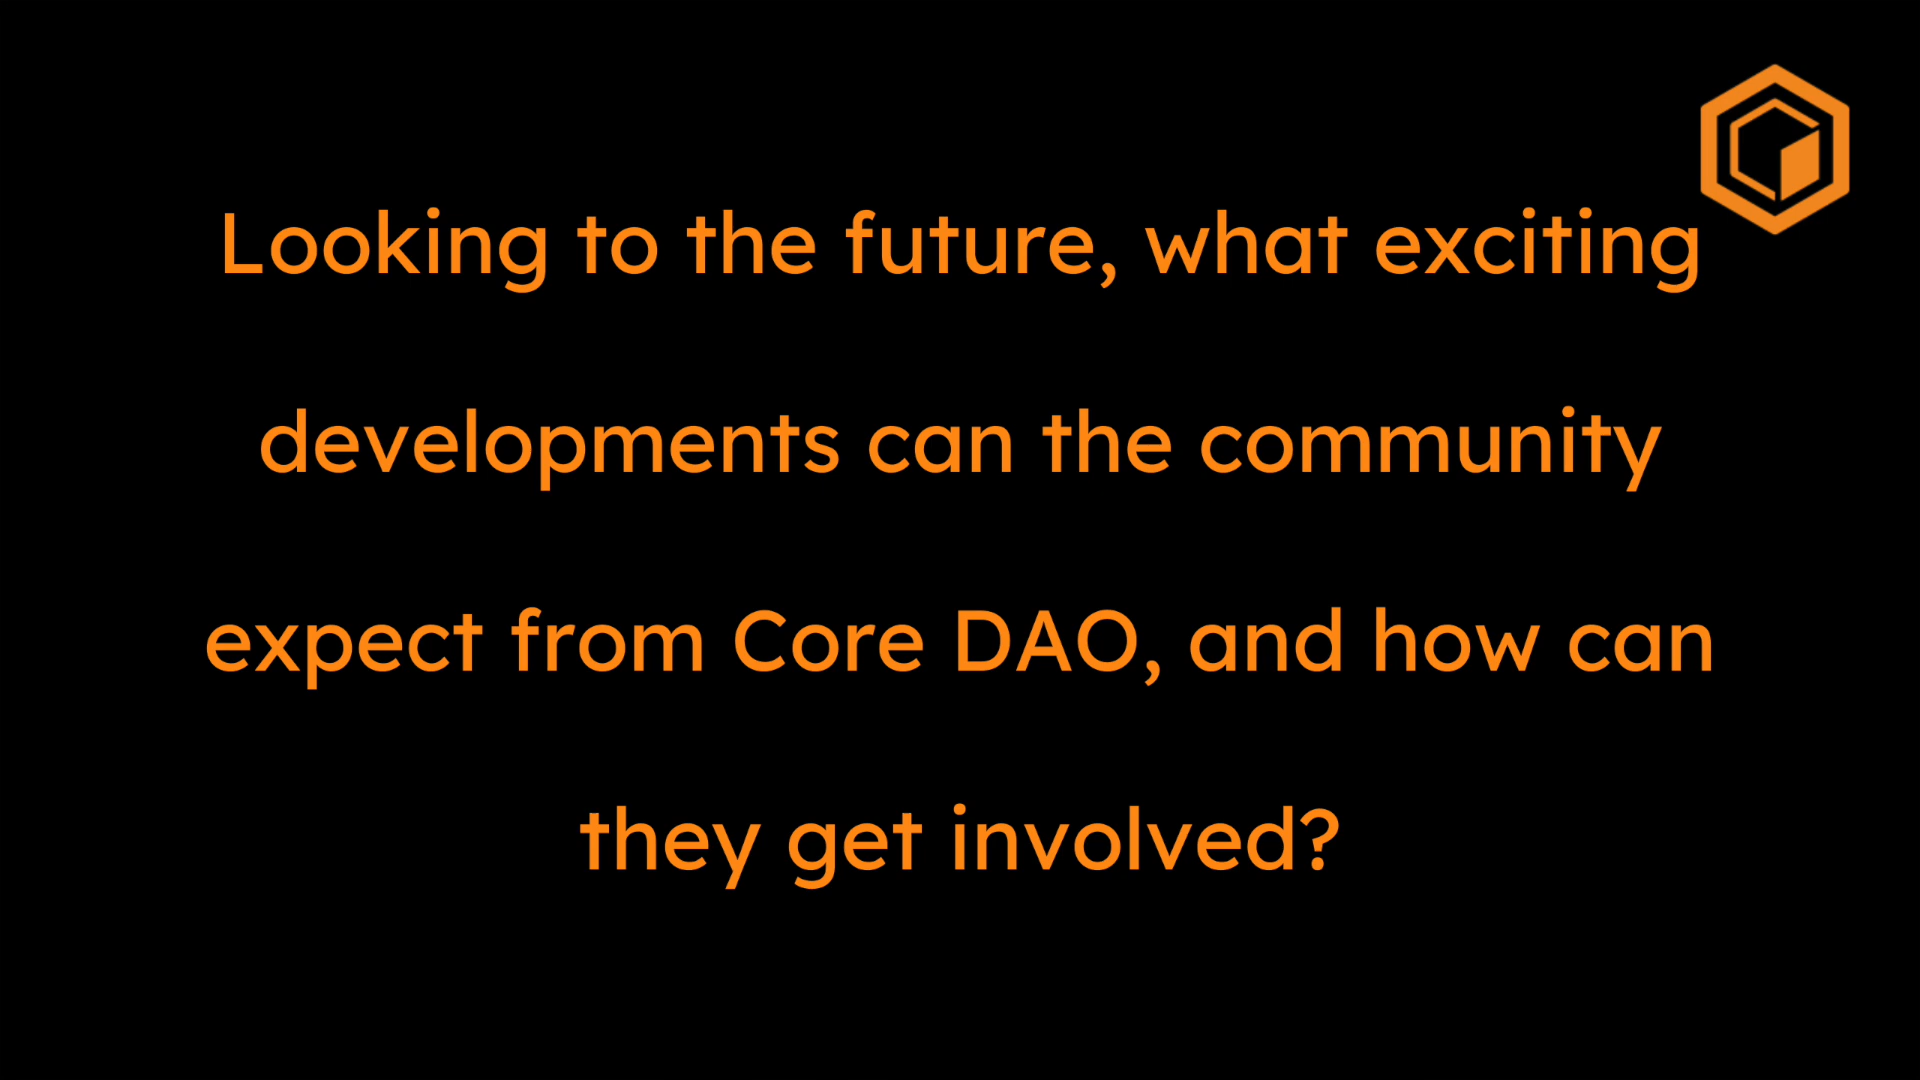 Looking to the future, what exciting
developments can the community
expect from Core DAO, and how can
they get involved?